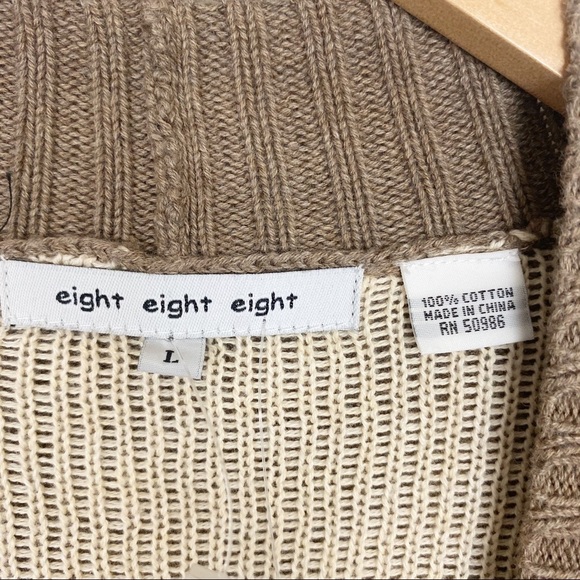 eight eight eight
L
100% COTTON
MADE IN CHINA
RN 50986